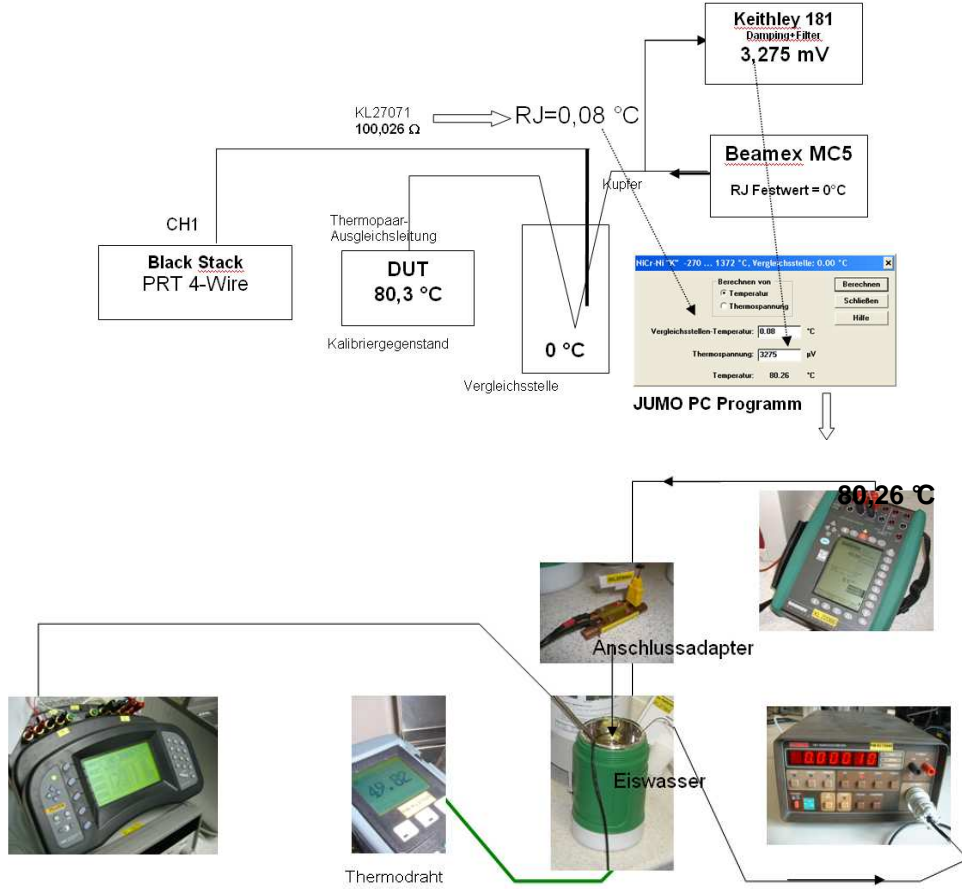 Keithley 181
Damping+Filter
3,275 mV
KL27071
100,026 Ω
RJ=0,08 °C
Beamex MC5
RJ Festwert = 0°C
Kupfer
CH1
Thermopaar-
Ausgleichsleitung
Black Stack
PRT 4-Wire
DUT
80,3 °C
Kalibriergegenstand
0 °C
Vergleichsstelle
NiCr-Ni "K" -270 ... 1372 °C, Vergleichsstelle: 0.00 °C
Berechnen von
Temperatur
Thermospannung
Berechnen
Schließen
Hilfe
Vergleichsstellen-Temperatur: 0.08 °C
Thermospannung: 3275 µV
Temperatur: 80.26 °C
JUMO PC Programm
80,26 °C
Anschlussadapter
49.82
Eiswasser
0.00010
Thermodraht